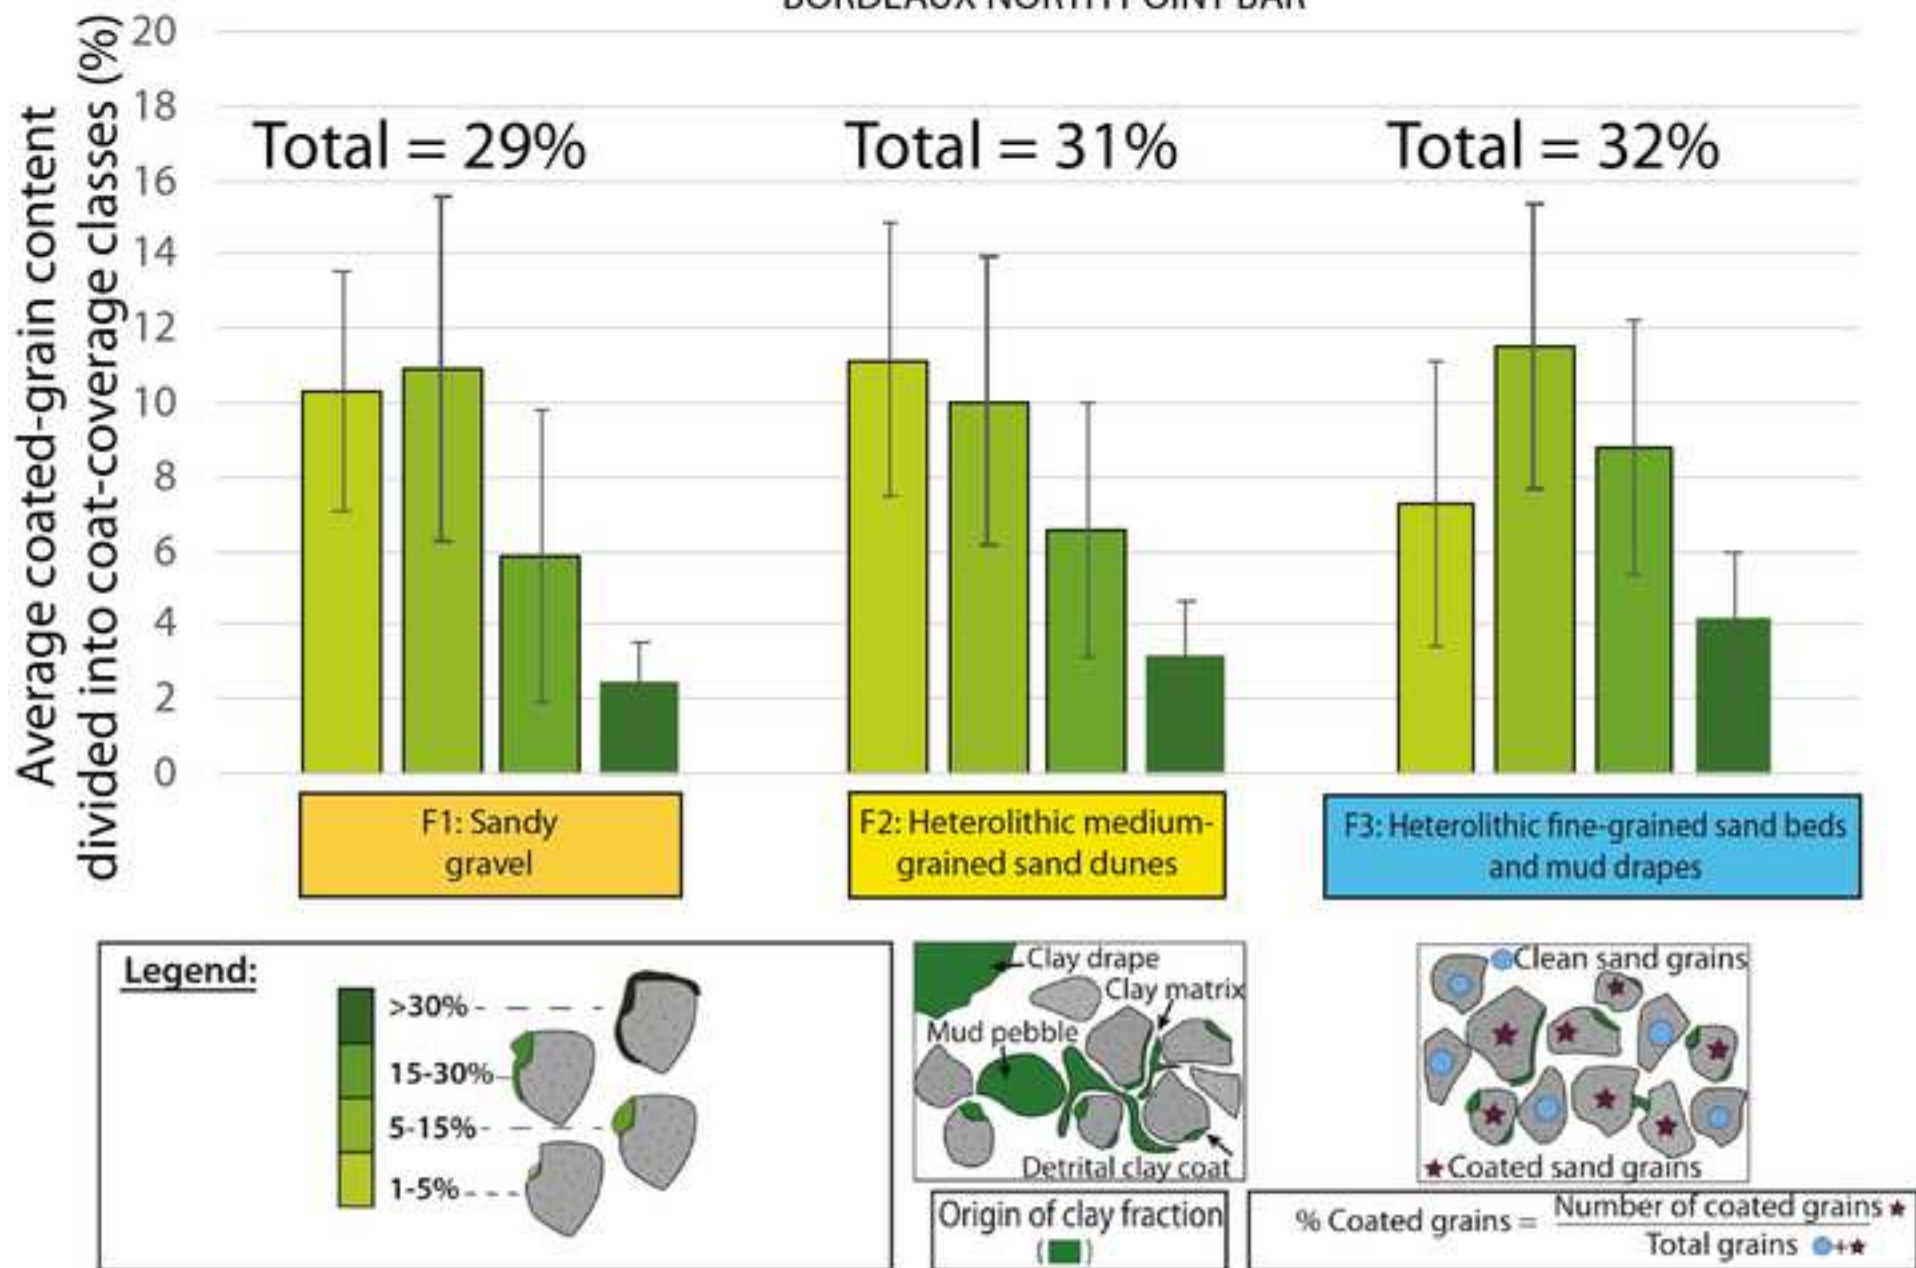 BORDEAUX NORTH POINT BAR
Average coated-grain content
divided into coat-coverage classes (%)
20
18
16
14
12
10
8
6
4
2
0
Total = 29%
Total = 31%
Total = 32%
F1: Sandy
gravel
F2: Heterolithic medium-
grained sand dunes
F3: Heterolithic fine-grained sand beds
and mud drapes
Legend:
>30%
15-30%
5-15%
1-5%
Clay drape
Clay matrix
Mud pebble
Detrital clay coat
Origin of clay fraction
( )
Clean sand grains
Coated sand grains
% Coated grains =
Number of coated grains ★
Total grains +★